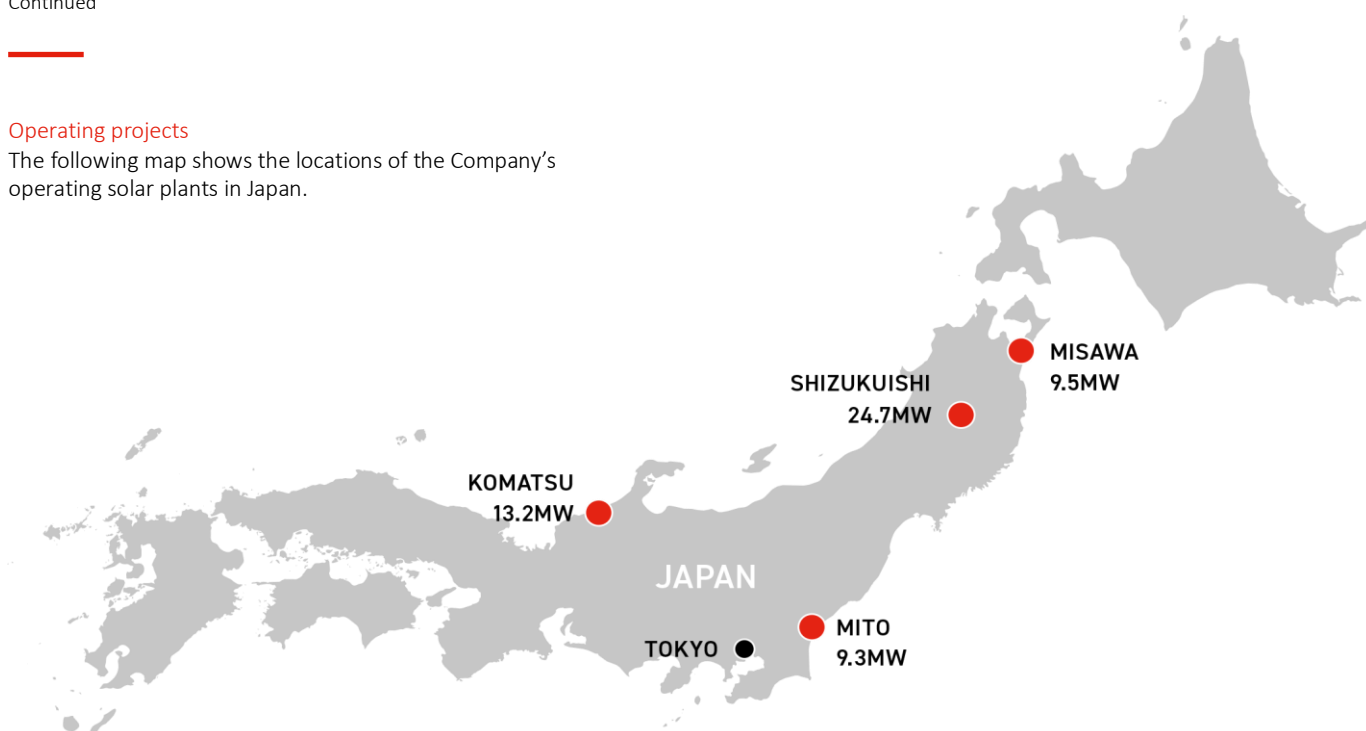 Continued
Operating projects
The following map shows the locations of the Company's
operating solar plants in Japan.
MISAWA
9.5MW
SHIZUKUISHI
24.7MW
KOMATSU
13.2MW
JAPAN
MITO
9.3MW
TOKYO